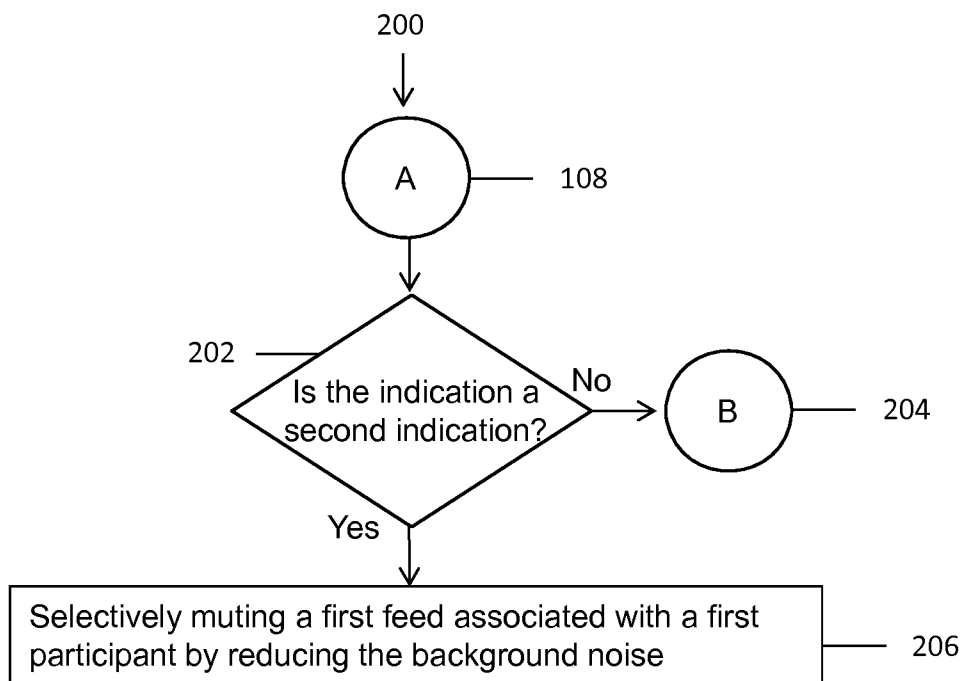 200
A
108
202
Is the indication a
second indication?
No
B
204
Yes
Selectively muting a first feed associated with a first
participant by reducing the background noise
206